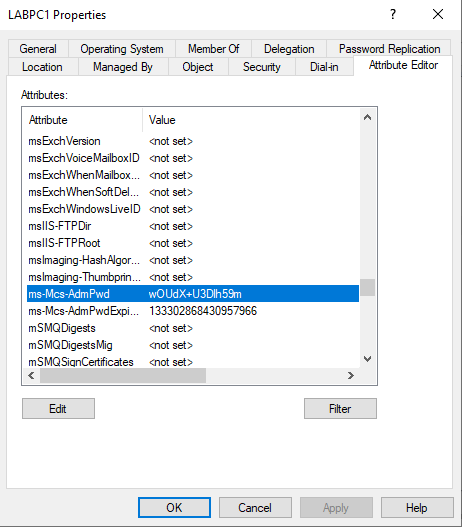 LABPC1 Properties
? ×
General Operating System Member Of Delegation Password Replication
Location Managed By Object Security Dial-in Attribute Editor
Attributes:
Attribute Value
msExchVersion <not set>
msExchVoiceMailboxID <not set>
msExchWhenMailbox... <not set>
msExchWhenSoftDel... <not set>
msExchWindowsLiveID <not set>
msIIS-FTPDir <not set>
msIIS-FTPRoot <not set>
msImaging-HashAlgor... <not set>
msImaging-Thumbprin... <not set>
ms-Mcs-AdmPwd wOUdX+U3Dlh59m
ms-Mcs-AdmPwdExpi... 133302868430957966
mSMQDigests <not set>
mSMQDigestsMig <not set>
mSMQSignCertificates <not set>
Edit Filter
OK Cancel Apply Help